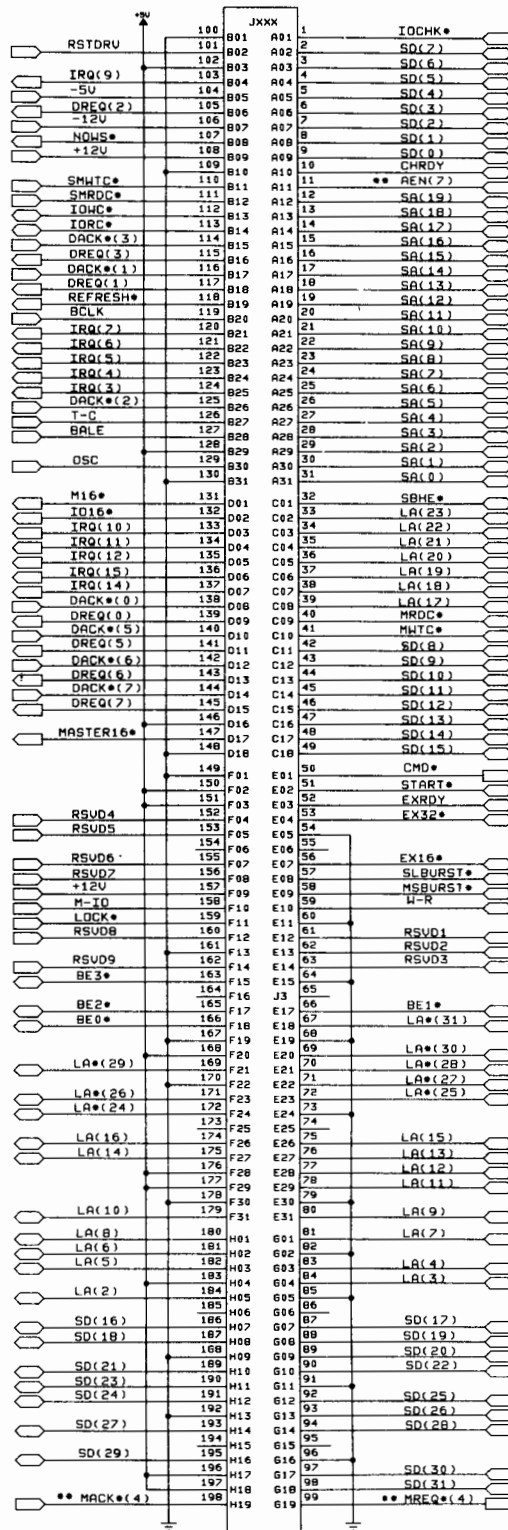 +5V
JXXX
100 B01 A01 1 IOCHK*
RSTDRV 101 B02 A02 2 SD(7)
102 B03 A03 3 SD(6)
IRQ(9) 103 B04 A04 4 SD(5)
-5V 104 B05 A05 5 SD(4)
DREQ(2) 105 B06 A06 6 SD(3)
-12V 106 B07 A07 7 SD(2)
NOWS* 107 B08 A08 8 SD(1)
+12V 108 B09 A09 9 SD(0)
109 B10 A10 10 CHRDY
SMWTC* 110 B11 A11 11 ** AEN(7)
SMRDC* 111 B12 A12 12 SA(19)
IOWC* 112 B13 A13 13 SA(18)
IORC* 113 B14 A14 14 SA(17)
DACK*(3) 114 B15 A15 15 SA(16)
DREQ(3) 115 B16 A16 16 SA(15)
DACK*(1) 116 B17 A17 17 SA(14)
DREQ(1) 117 B18 A18 18 SA(13)
REFRESH* 118 B19 A19 19 SA(12)
BCLK 119 B20 A20 20 SA(11)
IRQ(7) 120 B21 A21 21 SA(10)
IRQ(6) 121 B22 A22 22 SA(9)
IRQ(5) 122 B23 A23 23 SA(8)
IRQ(4) 123 B24 A24 24 SA(7)
IRQ(3) 124 B25 A25 25 SA(6)
DACK*(2) 125 B26 A26 26 SA(5)
T-C 126 B27 A27 27 SA(4)
BALE 127 B28 A28 28 SA(3)
128 B29 A29 29 SA(2)
OSC 129 B30 A30 30 SA(1)
130 B31 A31 31 SA(0)
M16* 131 D01 C01 32 SBHE*
IO16* 132 D02 C02 33 LA(23)
IRQ(10) 133 D03 C03 34 LA(22)
IRQ(11) 134 D04 C04 35 LA(21)
IRQ(12) 135 D05 C05 36 LA(20)
IRQ(15) 136 D06 C06 37 LA(19)
IRQ(14) 137 D07 C07 38 LA(18)
DACK*(0) 138 D08 C08 39 LA(17)
DREQ(0) 139 D09 C09 40 MRDC*
DACK*(5) 140 D10 C10 41 MWTC*
DREQ(5) 141 D11 C11 42 SD(8)
DACK*(6) 142 D12 C12 43 SD(9)
DREQ(6) 143 D13 C13 44 SD(10)
DACK*(7) 144 D14 C14 45 SD(11)
DREQ(7) 145 D15 C15 46 SD(12)
146 D16 C16 47 SD(13)
MASTER16* 147 D17 C17 48 SD(14)
148 D18 C18 49 SD(15)
149 F01 E01 50 CMD*
150 F02 E02 51 START*
151 F03 E03 52 EXRDY
RSVD4 152 F04 E04 53 EX32*
RSVD5 153 F05 E05 54
154 F06 E06 55
RSVD6 155 F07 E07 56 EX16*
RSVD7 156 F08 E08 57 SLBURST*
+12V 157 F09 E09 58 MSBURST*
M-IO 158 F10 E10 59 W-R
LOCK* 159 F11 E11 60
RSVD8 160 F12 E12 61 RSVD1
161 F13 E13 62 RSVD2
RSVD9 162 F14 E14 63 RSVD3
BE3* 163 F15 E15 64
164 F16 J3 65
BE2* 165 F17 E17 66 BE1*
BE0* 166 F18 E18 67 LA*(31)
167 F19 E19 68
168 F20 E20 69 LA*(30)
LA*(29) 169 F21 E21 70 LA*(28)
170 F22 E22 71 LA*(27)
LA*(26) 171 F23 E23 72 LA*(25)
LA*(24) 172 F24 E24 73
173 F25 E25 74
LA(16) 174 F26 E26 75 LA(15)
LA(14) 175 F27 E27 76 LA(13)
176 F28 E28 77 LA(12)
177 F29 E29 78 LA(11)
178 F30 E30 79
LA(10) 179 F31 E31 80 LA(9)
LA(8) 180 H01 G01 81 LA(7)
LA(6) 181 H02 G02 82
LA(5) 182 H03 G03 83 LA(4)
183 H04 G04 84 LA(3)
LA(2) 184 H05 G05 85
185 H06 G06 86
SD(16) 186 H07 G07 87 SD(17)
SD(18) 187 H08 G08 88 SD(19)
168 H09 G09 89 SD(20)
SD(21) 189 H10 G10 90 SD(22)
SD(23) 190 H11 G11 91
SD(24) 191 H12 G12 92 SD(25)
192 H13 G13 93 SD(26)
SD(27) 193 H14 G14 94 SD(28)
194 H15 G15 95
SD(29) 195 H16 G16 96
196 H17 G17 97 SD(30)
197 H18 G18 98 SD(31)
** MACK*(4) 198 H19 G19 99 ** MREQ*(4)